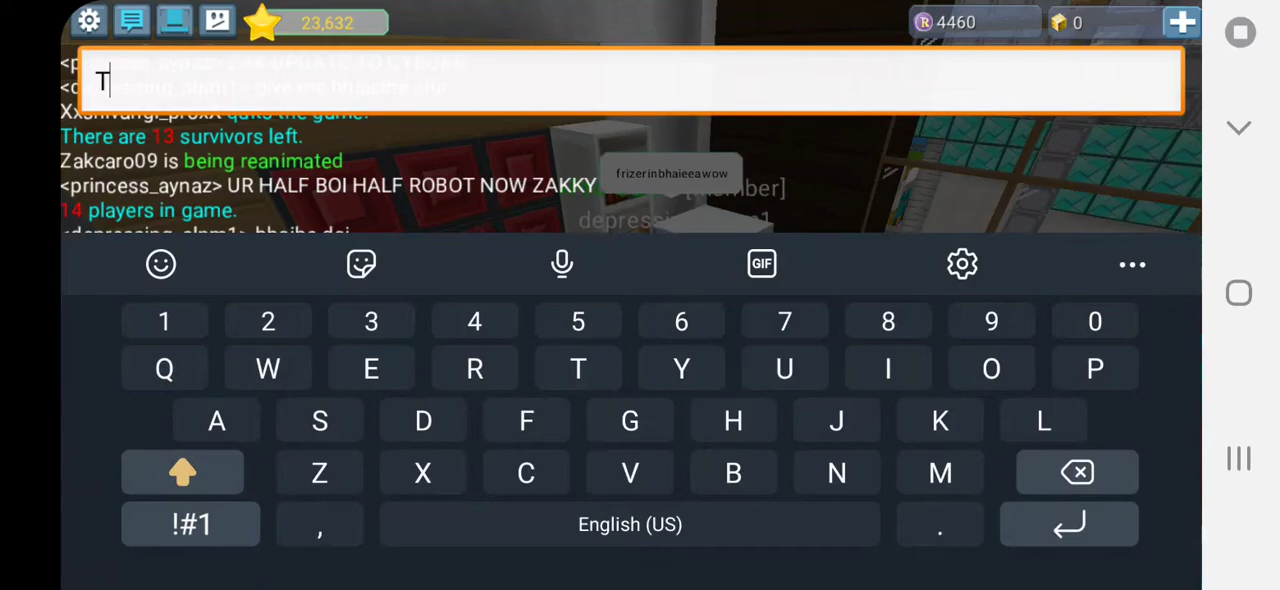 23,632
4460
0
T
XxShivangi_proxX quits the game.
There are 13 survivors left.
Zakcaro09 is being reanimated
<princess_aynaz> UR HALF BOI HALF ROBOT NOW ZAKKY
14 players in game.
frizerinbhaieeawow
GIF
1 2 3 4 5 6 7 8 9 0
Q W E R T Y U I O P
A S D F G H J K L
Z X C V B N M
!#1 , English (US) .